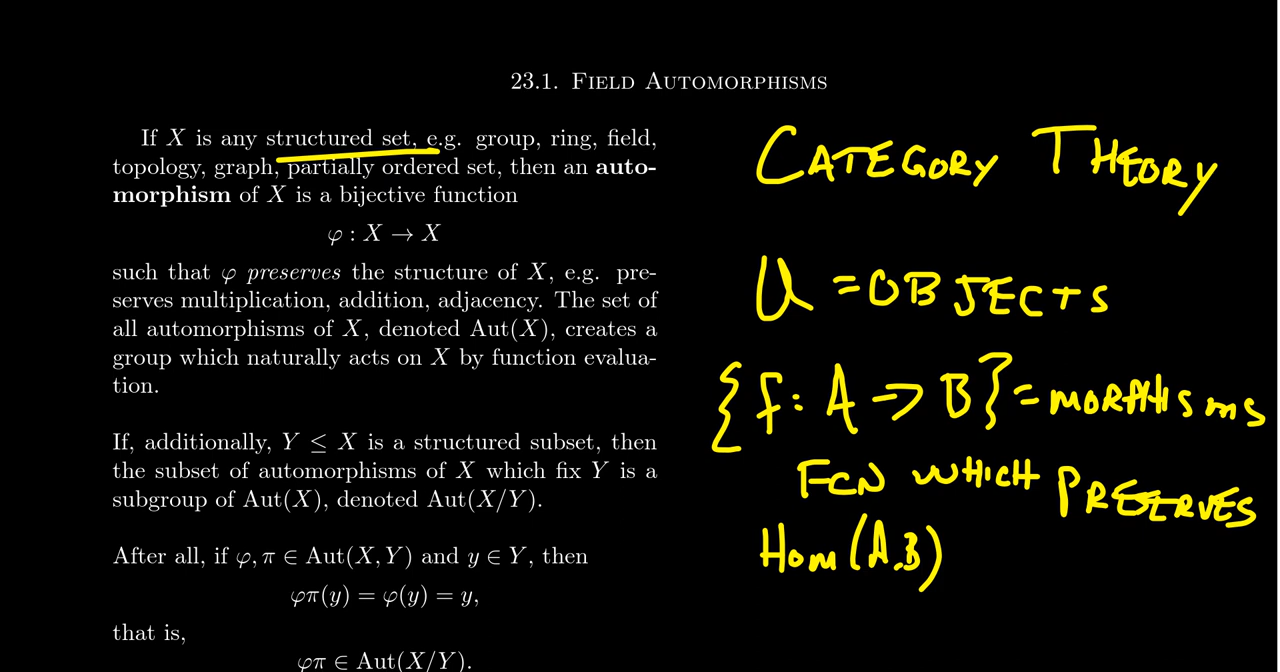 23.1. Field Automorphisms
If X is any structured set, e.g. group, ring, field,
topology, graph, partially ordered set, then an auto-
morphism of X is a bijective function
φ : X → X
such that φ preserves the structure of X, e.g. pre-
serves multiplication, addition, adjacency. The set of
all automorphisms of X, denoted Aut(X), creates a
group which naturally acts on X by function evalua-
tion.
If, additionally, Y ≤ X is a structured subset, then
the subset of automorphisms of X which fix Y is a
subgroup of Aut(X), denoted Aut(X/Y).
After all, if φ, π ∈ Aut(X, Y) and y ∈ Y, then
φπ(y) = φ(y) = y,
that is,
φπ ∈ Aut(X/Y).
CATEGORY THEORY
U = OBJECTS
{f: A → B} = MORPHISMS
FCN WHICH PRESERVES
Hom(A,B)